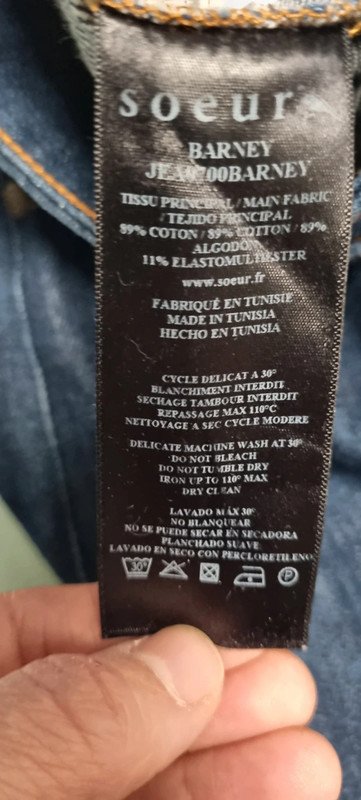 soeur
BARNEY
TISSU PRINCIPAL / MAIN FABRIC
/ TEJIDO PRINCIPAL
89% COTON / 89% COTTON / 89%
ALGODON
11% ELASTOMULTIESTER
www.soeur.fr
FABRIQUÉ EN TUNISIE
MADE IN TUNISIA
HECHO EN TUNISIA
CYCLE DELICAT A 30°
BLANCHIMENT INTERDIT
SECHAGE TAMBOUR INTERDIT
REPASSAGE MAX 110°C
NETTOYAGE A SEC CYCLE MODERE
DELICATE MACHINE WASH AT 30°
DO NOT BLEACH
DO NOT TUMBLE DRY
IRON UP TO 110° MAX
DRY CLEAN
LAVADO MÁX 30°
NO BLANQUEAR
NO SE PUEDE SECAR EN SECADORA
PLANCHADO SUAVE
LAVADO EN SECO CON PERCLORETILENO
30° P